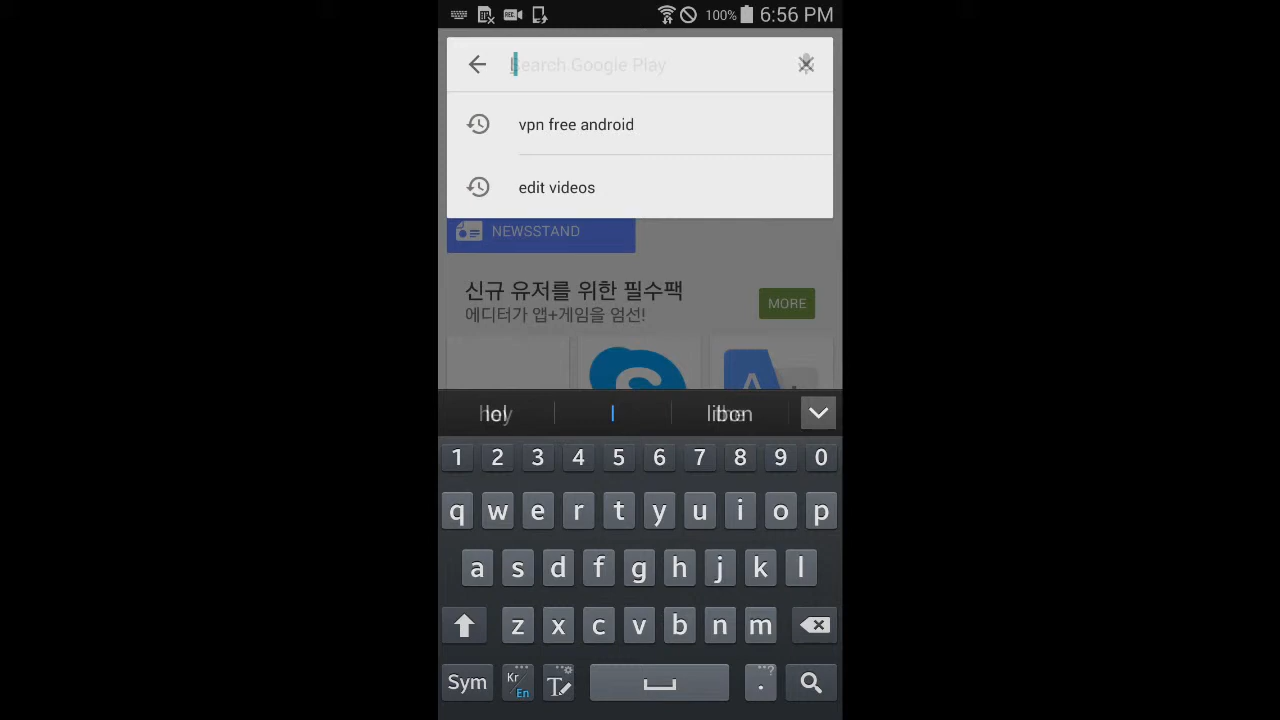 100% 6:56 PM
Search Google Play
vpn free android
edit videos
NEWSSTAND
신규 유저를 위한 필수팩
에디터가 앱+게임을 엄선!
MORE
l
1 2 3 4 5 6 7 8 9 0
q w e r t y u i o p
a s d f g h j k l
z x c v b n m
Sym Kr/En .